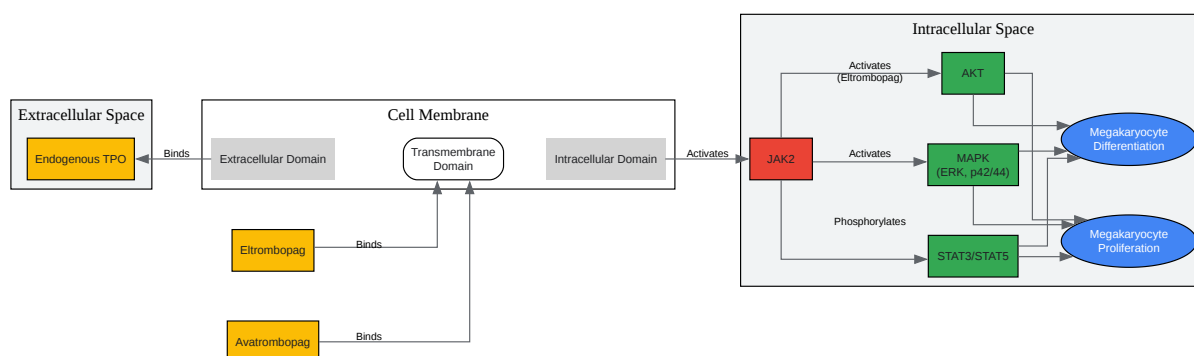 Extracellular Space
Endogenous TPO
Binds
Cell Membrane
Extracellular Domain
Transmembrane
Domain
Intracellular Domain
Eltrombopag
Binds
Avatrombopag
Binds
Activates
Intracellular Space
JAK2
Activates
(Eltrombopag)
AKT
Activates
MAPK
(ERK, p42/44)
Phosphorylates
STAT3/STAT5
Megakaryocyte
Differentiation
Megakaryocyte
Proliferation